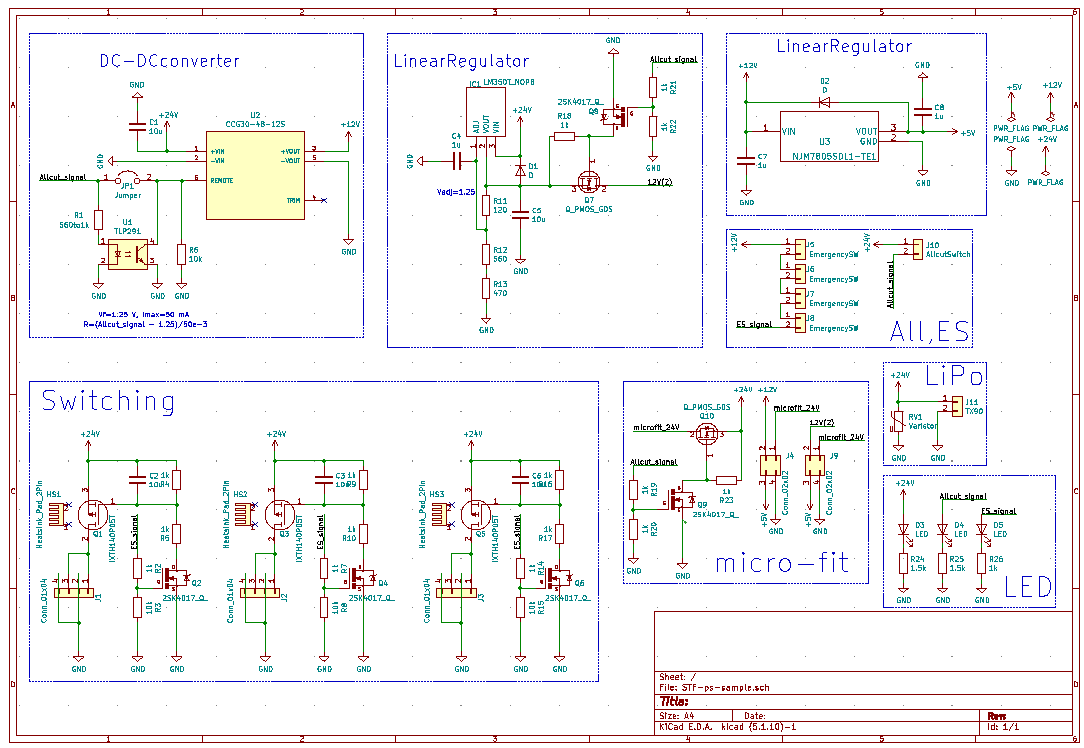 DC-DCconverter
GND
C1
10u
+24V
U2
CCG30-48-12S
+12V
GND
+VIN
-VIN
REMOTE
+VOUT
-VOUT
TRIM
Allcut_signal
JP1
Jumper
R1
560to1k
U1
TLP291
R6
10k
GND
GND
GND
GND
Vf=1.25 V, Imax=50 mA
R=(Allcut_signal - 1.25)/50e-3
LinearRegulator
IC1
LM350T_NOPB
ADJ
VOUT
VIN
+24V
C4
1u
GND
D1
D
Vadj=1.25
R11
120
C5
10u
R12
560
R13
470
GND
GND
R18
1k
2SK4017_Q_
Q8
GND
Allcut_signal
1k
R21
1k
R22
GND
Q7
Q_PMOS_GDS
12V(2)
LinearRegulator
+12V
D2
D
GND
C8
1u
VIN
VOUT
GND
U3
NJM7805SDL1-TE1
+5V
C7
1u
GND
GND
+5V
+12V
PWR_FLAG
PWR_FLAG
PWR_FLAG
+24V
GND
PWR_FLAG
+12V
J5
EmergencySW
J6
EmergencySW
J7
EmergencySW
J8
EmergencySW
ES_signal
+24V
J10
AllcutSwitch
Allcut_signal
All,ES
Switching
+24V
HS1
Heatsink_Pad_2Pin
C2
10u
1k
R4
Q1
IXTH140P05T
1k
R5
ES_signal
R2
1k
Q2
2SK4017_Q_
10k
R3
Conn_01x04
J1
GND
GND
GND
+24V
HS2
Heatsink_Pad_2Pin
C3
10u
1k
R9
Q3
IXTH140P05T
1k
R10
ES_signal
R7
1k
Q4
2SK4017_Q_
10k
R8
Conn_01x04
J2
GND
GND
GND
+24V
HS3
Heatsink_Pad_2Pin
C6
10u
1k
R16
Q5
IXTH140P05T
1k
R17
ES_signal
R14
1k
Q6
2SK4017_Q_
10k
R15
Conn_01x04
J3
GND
GND
GND
+24V
+12V
Q_PMOS_GDS
Q10
microfit_24V
microfit_24V
12V(2)
microfit_24V
Allcut_signal
1k
R19
1k
R20
1k
R23
Q9
2SK4017_Q_
J4
Conn_02x02
J9
Conn_02x02
+5V
GND
+5V
GND
GND
GND
micro-fit
LiPo
+24V
RV1
Varistor
J11
TX90
GND
GND
+24V
Allcut_signal
ES_signal
D3
LED
D4
LED
D5
LED
R24
1.5k
R25
1.5k
R26
1k
GND
GND
GND
LED
Sheet: /
File: STF-ps-sample.sch
Title:
Size: A4
Date:
Rev:
KiCad E.D.A. kicad (5.1.10)-1
Id: 1/1